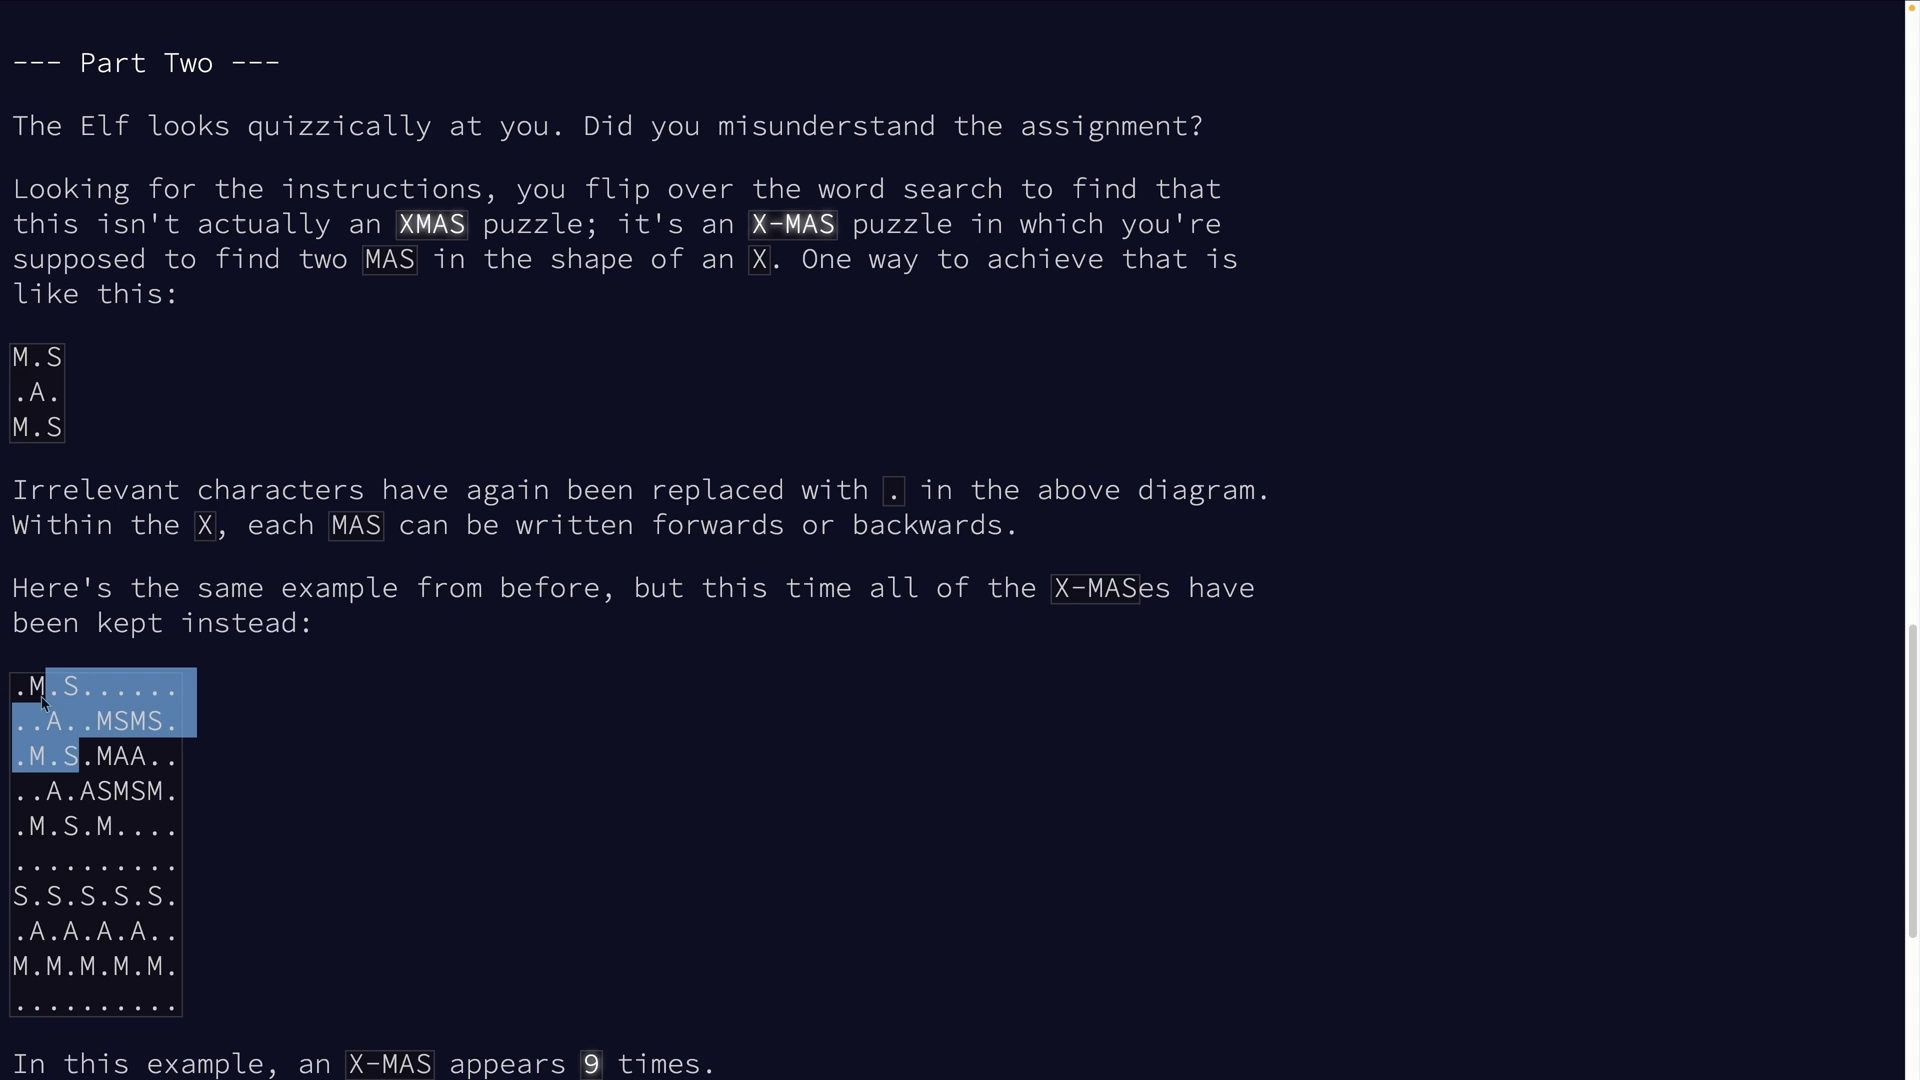 --- Part Two ---
The Elf looks quizzically at you. Did you misunderstand the assignment?
Looking for the instructions, you flip over the word search to find that
this isn't actually an XMAS puzzle; it's an X-MAS puzzle in which you're
supposed to find two MAS in the shape of an X. One way to achieve that is
like this:
M.S
.A.
M.S
Irrelevant characters have again been replaced with . in the above diagram.
Within the X, each MAS can be written forwards or backwards.
Here's the same example from before, but this time all of the X-MASes have
been kept instead:
.M.S......
..A..MSMS.
.M.S.MAA..
..A.ASMSM.
.M.S.M....
..........
S.S.S.S.S.
.A.A.A.A..
M.M.M.M.M.
..........
In this example, an X-MAS appears 9 times.